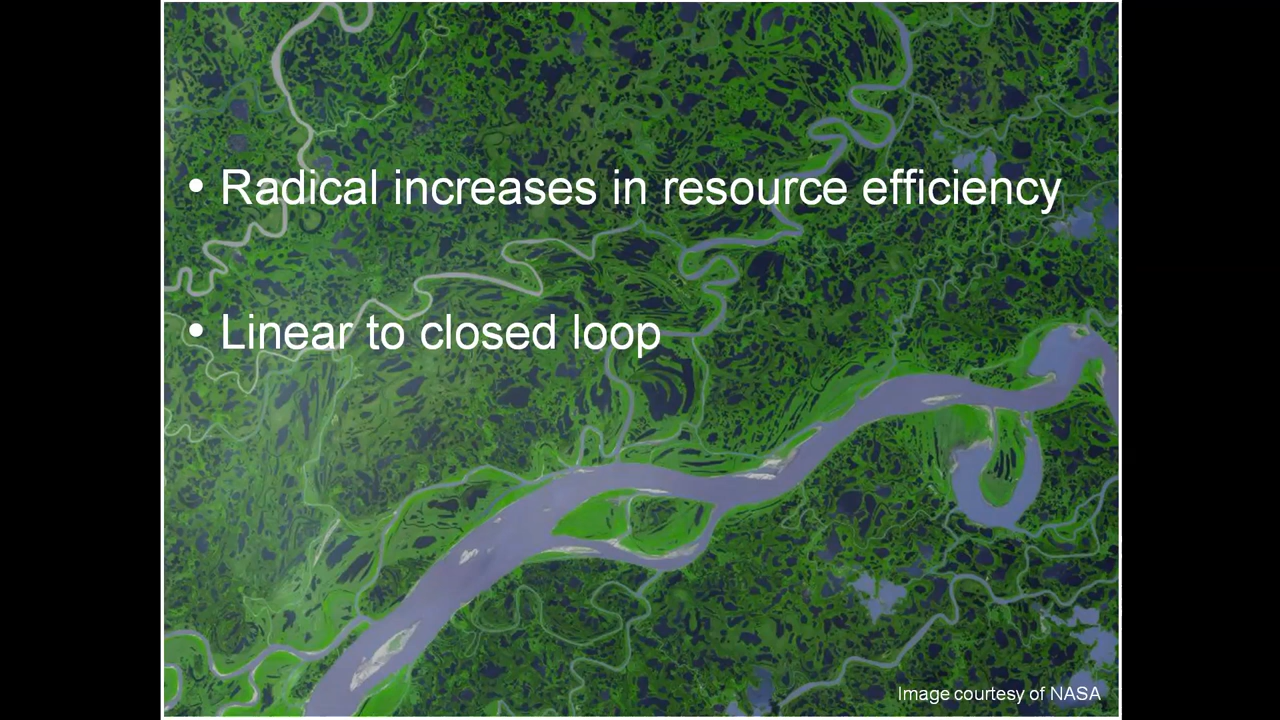 • Radical increases in resource efficiency
• Linear to closed loop
Image courtesy of NASA